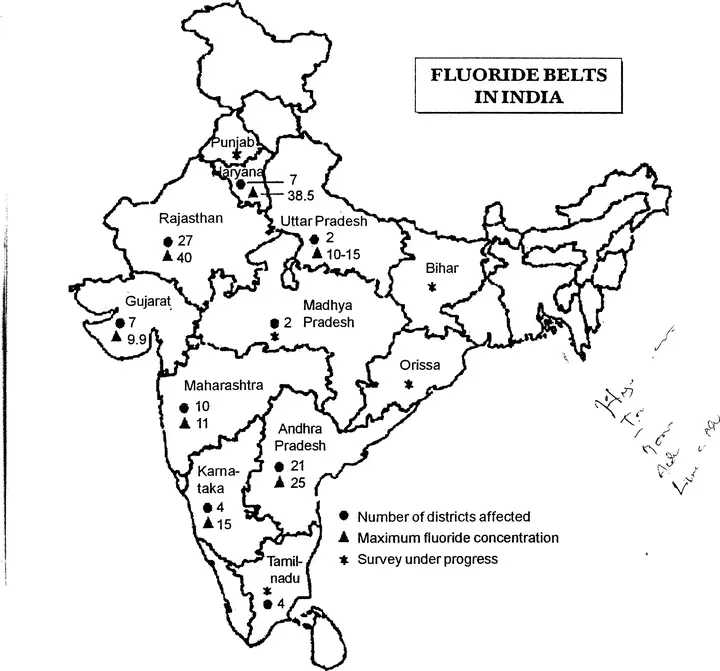 FLUORIDE BELTS
IN INDIA
Punjab
Haryana
7
38.5
Rajasthan
27
40
Uttar Pradesh
2
10-15
Bihar
Gujarat
7
9.9
Madhya
Pradesh
2
Orissa
Maharashtra
10
11
Andhra
Pradesh
21
25
Karna-
taka
4
15
Number of districts affected
Maximum fluoride concentration
Survey under progress
Tamil-
nadu
4